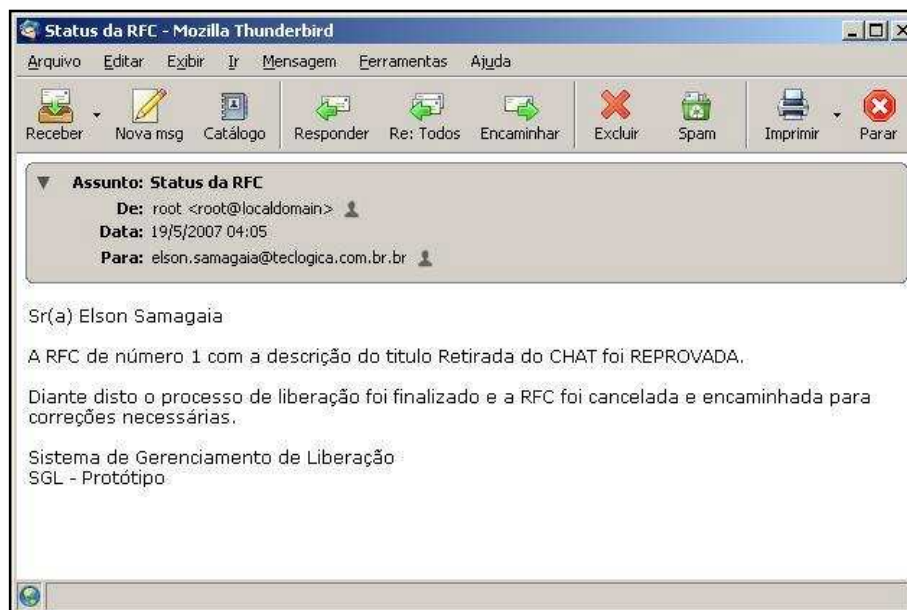 Status da RFC - Mozilla Thunderbird
Arquivo Editar Exibir Ir Mensagem Ferramentas Ajuda
Receber Nova msg Catálogo Responder Re: Todos Encaminhar Excluir Spam Imprimir Parar
Assunto: Status da RFC
De: root <root@localdomain>
Data: 19/5/2007 04:05
Para: elson.samagaia@teclogica.com.br.br
Sr(a) Elson Samagaia
A RFC de número 1 com a descrição do titulo Retirada do CHAT foi REPROVADA.
Diante disto o processo de liberação foi finalizado e a RFC foi cancelada e encaminhada para
correções necessárias.
Sistema de Gerenciamento de Liberação
SGL - Protótipo